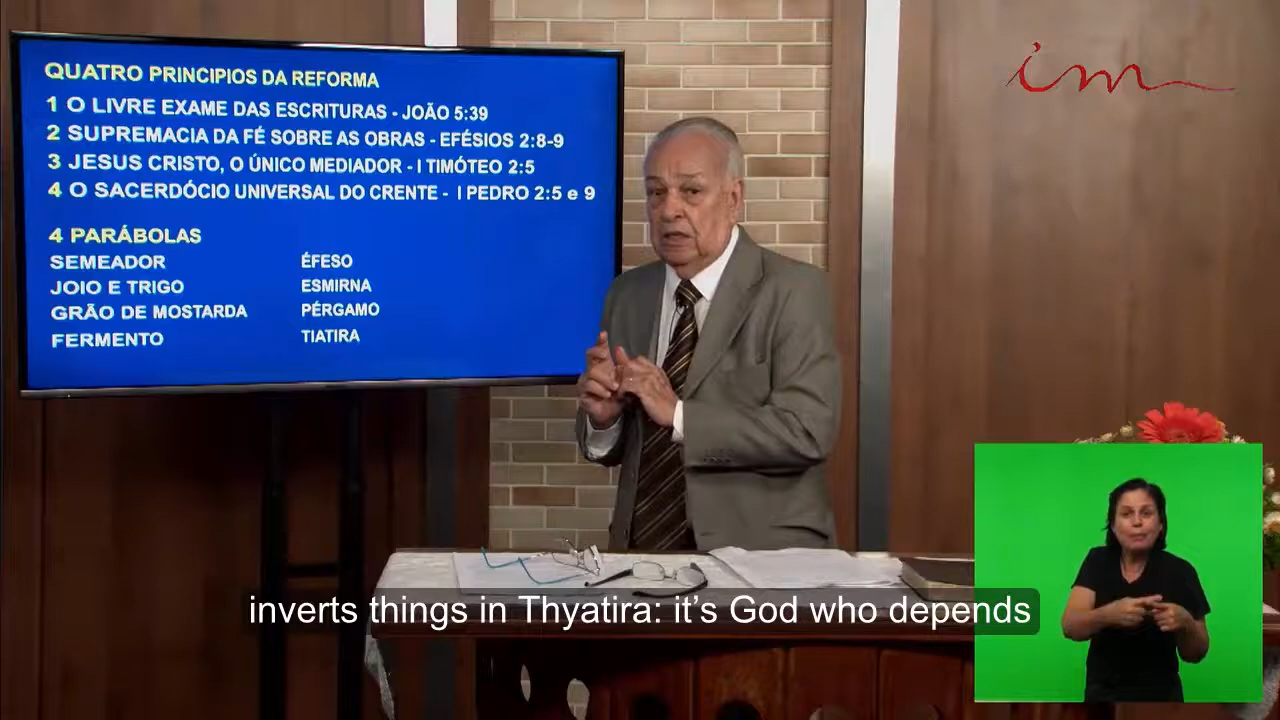 QUATRO PRINCIPIOS DA REFORMA
1 O LIVRE EXAME DAS ESCRITURAS - JOÃO 5:39
2 SUPREMACIA DA FÉ SOBRE AS OBRAS - EFÉSIOS 2:8-9
3 JESUS CRISTO, O ÚNICO MEDIADOR - I TIMÓTEO 2:5
4 O SACERDÓCIO UNIVERSAL DO CRENTE - I PEDRO 2:5 e 9
4 PARÁBOLAS
SEMEADOR ÉFESO
JOIO E TRIGO ESMIRNA
GRÃO DE MOSTARDA PÉRGAMO
FERMENTO TIATIRA
im
inverts things in Thyatira: it’s God who depends